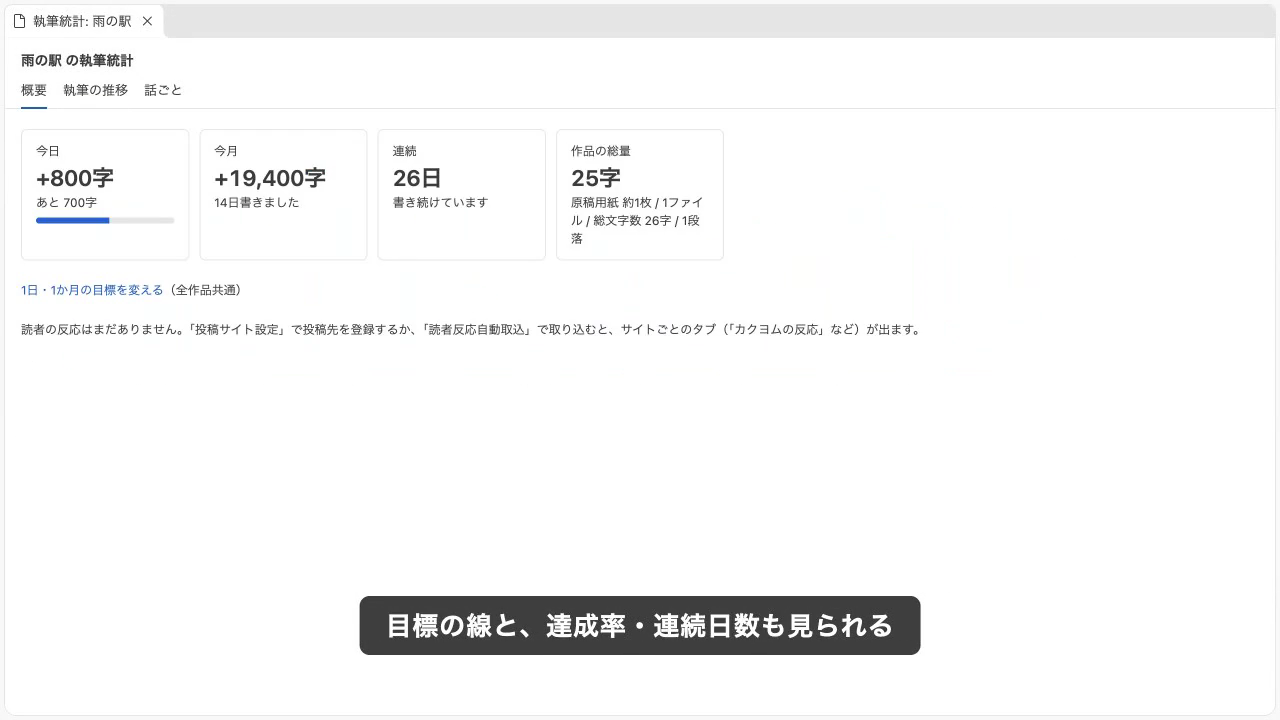 執筆統計: 雨の駅
雨の駅 の執筆統計
概要 執筆の推移 話ごと
今日
+800字
あと 700字
今月
+19,400字
14日書きました
連続
26日
書き続けています
作品の総量
25字
原稿用紙 約1枚 / 1ファイ
ル / 総文字数 26字 / 1段
落
1日・1か月の目標を変える（全作品共通）
読者の反応はまだありません。「投稿サイト設定」で投稿先を登録するか、「読者反応自動取込」で取り込むと、サイトごとのタブ（「カクヨムの反応」など）が出ます。
目標の線と、達成率・連続日数も見られる